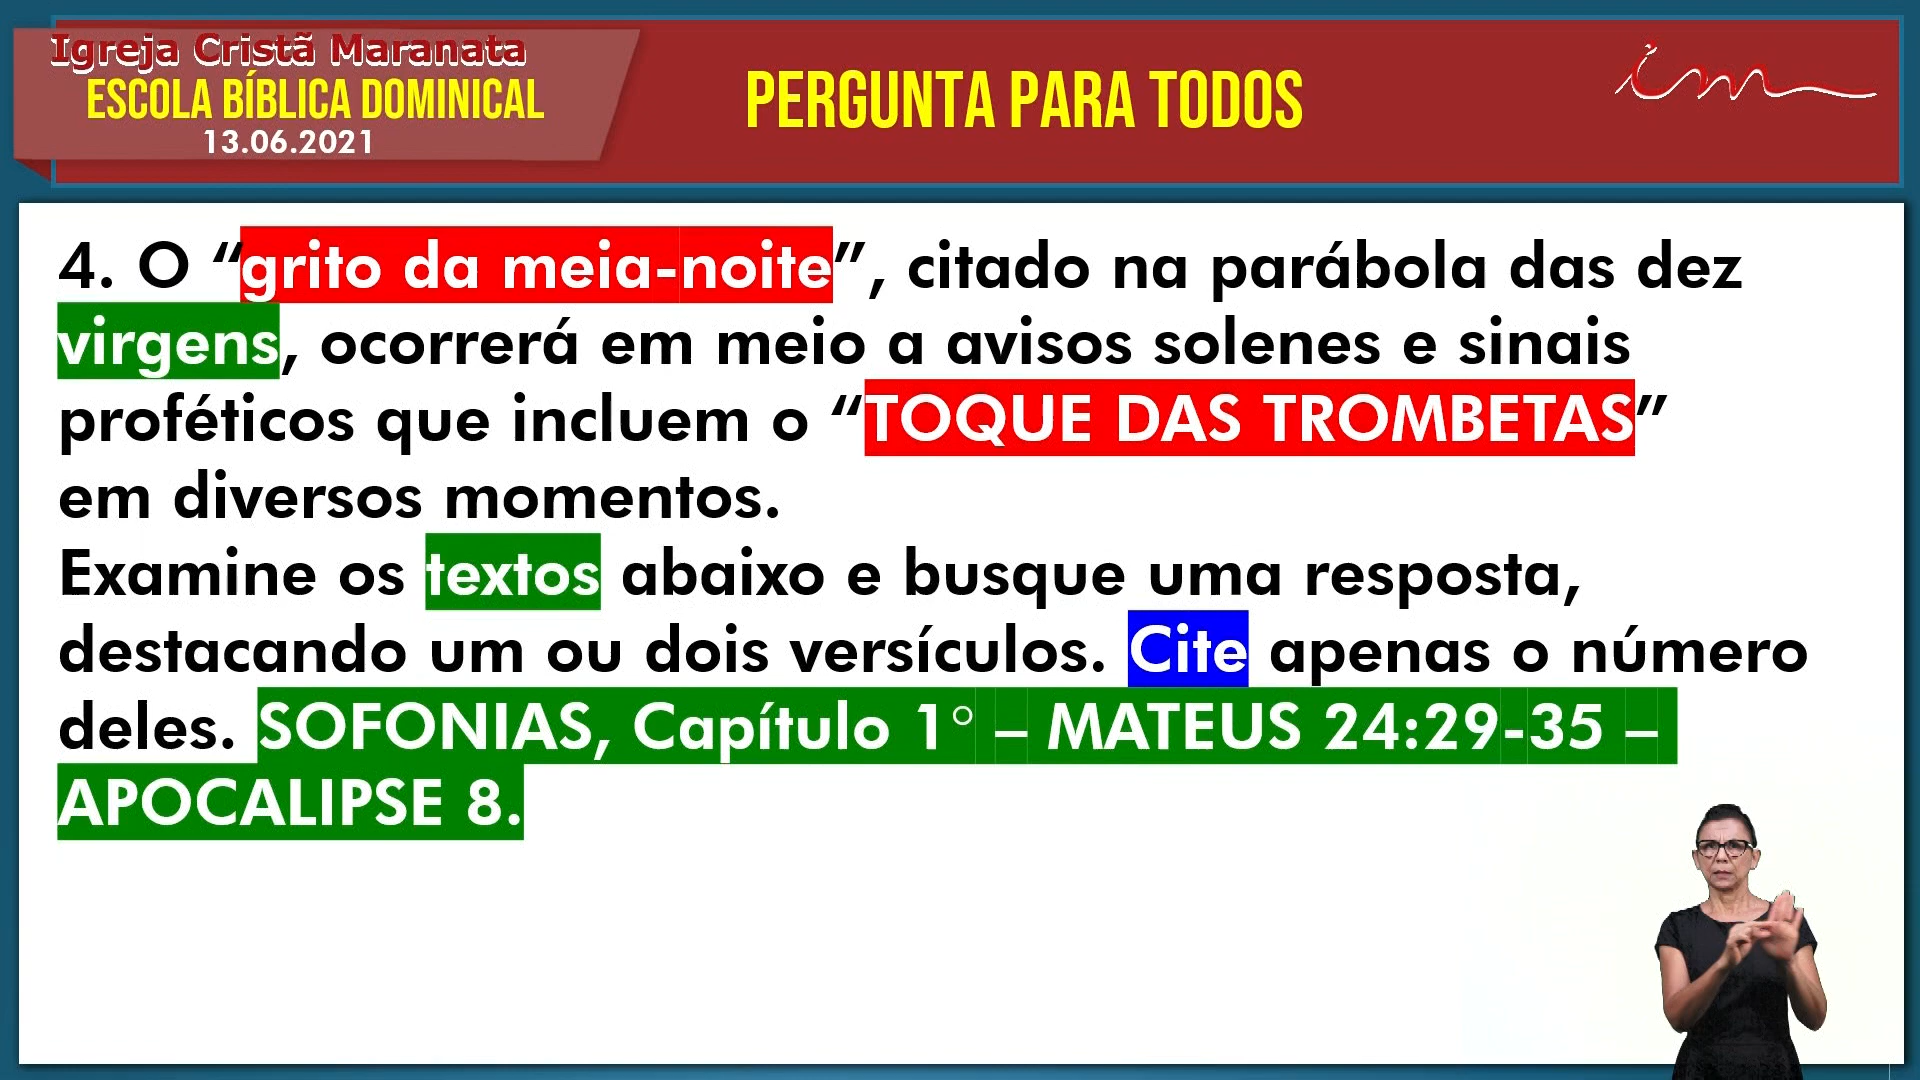 Igreja Cristã Maranata
ESCOLA BÍBLICA DOMINICAL
13.06.2021
PERGUNTA PARA TODOS
im
4. O “grito da meia-noite”, citado na parábola das dez
virgens, ocorrerá em meio a avisos solenes e sinais
proféticos que incluem o “TOQUE DAS TROMBETAS”
em diversos momentos.
Examine os textos abaixo e busque uma resposta,
destacando um ou dois versículos. Cite apenas o número
deles. SOFONIAS, Capítulo 1° – MATEUS 24:29-35 –
APOCALIPSE 8.